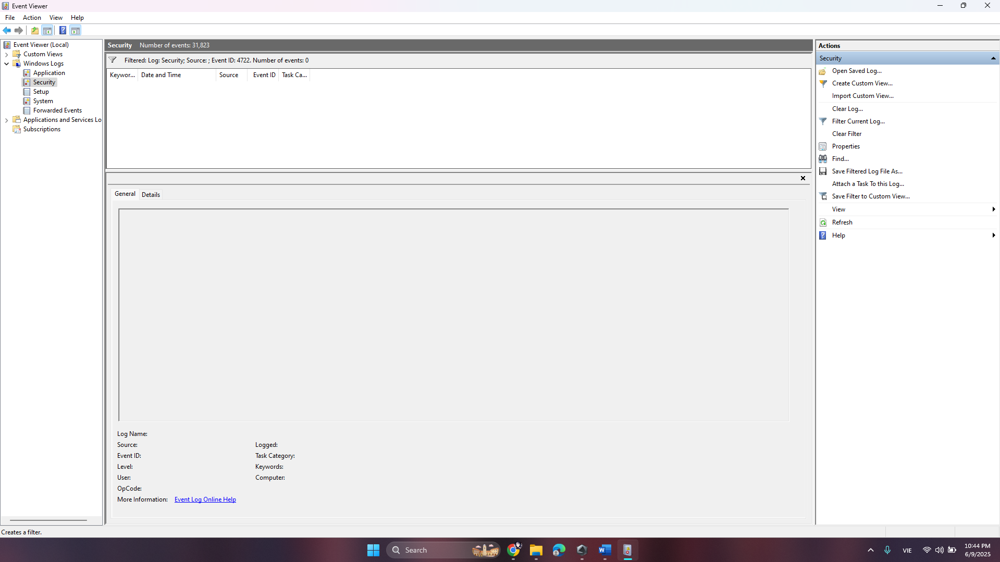 Event Viewer
File Action View Help
Event Viewer (Local)
Custom Views
Windows Logs
Application
Security
Setup
System
Forwarded Events
Applications and Services Lo
Subscriptions
Security Number of events: 31,823
Filtered: Log: Security; Source: ; Event ID: 4722. Number of events: 0
Keywor... Date and Time Source Event ID Task Ca...
General Details
Log Name:
Source: Logged:
Event ID: Task Category:
Level: Keywords:
User: Computer:
OpCode:
More Information: Event Log Online Help
Actions
Security
Open Saved Log...
Create Custom View...
Import Custom View...
Clear Log...
Filter Current Log...
Clear Filter
Properties
Find...
Save Filtered Log File As...
Attach a Task To this Log...
Save Filter to Custom View...
View
Refresh
Help
Creates a filter.
Search
VIE
10:44 PM
6/9/2025